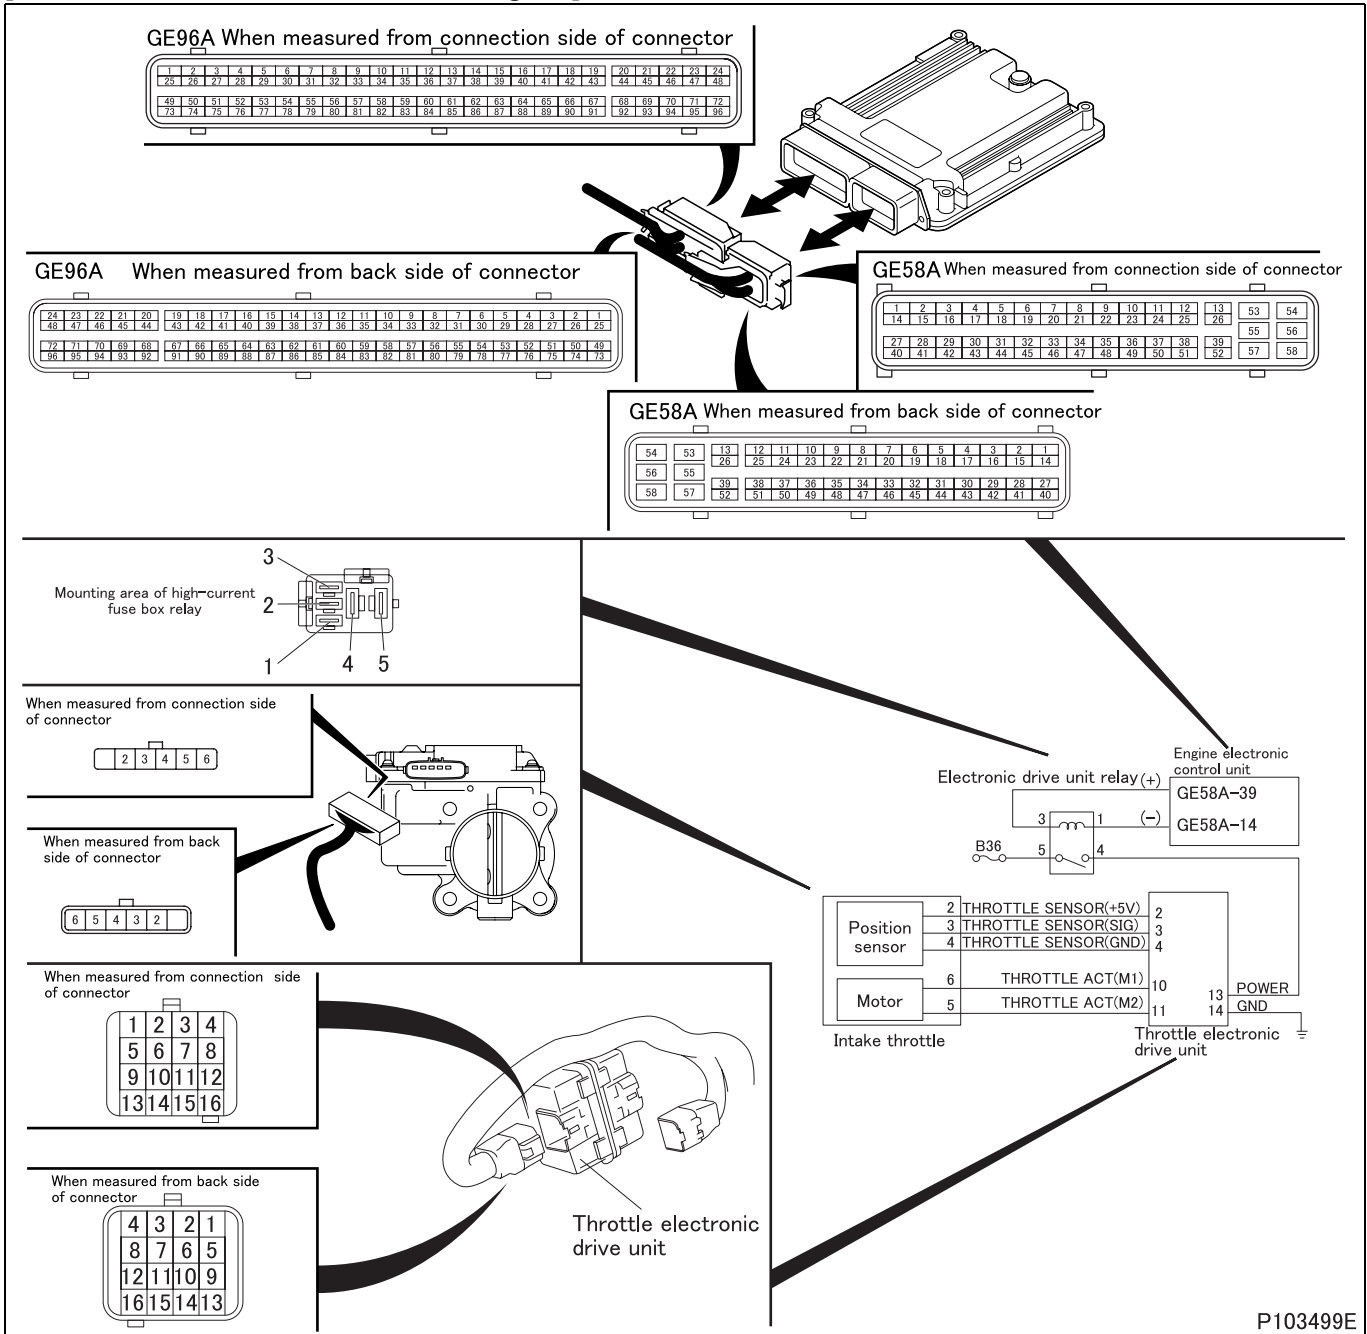 GE96A When measured from connection side of connector
1 2 3 4 5 6 7 8 9 10 11 12 13 14 15 16 17 18 19 20 21 22 23 24
25 26 27 28 29 30 31 32 33 34 35 36 37 38 39 40 41 42 43 44 45 46 47 48
49 50 51 52 53 54 55 56 57 58 59 60 61 62 63 64 65 66 67 68 69 70 71 72
73 74 75 76 77 78 79 80 81 82 83 84 85 86 87 88 89 90 91 92 93 94 95 96
GE96A When measured from back side of connector
24 23 22 21 20 19 18 17 16 15 14 13 12 11 10 9 8 7 6 5 4 3 2 1
48 47 46 45 44 43 42 41 40 39 38 37 36 35 34 33 32 31 30 29 28 27 26 25
72 71 70 69 68 67 66 65 64 63 62 61 60 59 58 57 56 55 54 53 52 51 50 49
96 95 94 93 92 91 90 89 88 87 86 85 84 83 82 81 80 79 78 77 76 75 74 73
GE58A When measured from connection side of connector
1 2 3 4 5 6 7 8 9 10 11 12 13 53 54
14 15 16 17 18 19 20 21 22 23 24 25 26
55 56
27 28 29 30 31 32 33 34 35 36 37 38 39
40 41 42 43 44 45 46 47 48 49 50 51 52 57 58
GE58A When measured from back side of connector
54 53 13 12 11 10 9 8 7 6 5 4 3 2 1
26 25 24 23 22 21 20 19 18 17 16 15 14
56 55
39 38 37 36 35 34 33 32 31 30 29 28 27
58 57 52 51 50 49 48 47 46 45 44 43 42 41 40
Mounting area of high-current
fuse box relay
3
2
1
4 5
When measured from connection side
of connector
2 3 4 5 6
When measured from back
side of connector
6 5 4 3 2
Engine electronic
control unit
Electronic drive unit relay (+)
GE58A-39
3 1 (-) GE58A-14
B36 5 4
Position
sensor
2 THROTTLE SENSOR(+5V) 2
3 THROTTLE SENSOR(SIG) 3
4 THROTTLE SENSOR(GND) 4
Motor
6 THROTTLE ACT(M1) 10
5 THROTTLE ACT(M2) 11
13 POWER
14 GND
Intake throttle
Throttle electronic
drive unit
When measured from connection side
of connector
1 2 3 4
5 6 7 8
9 10 11 12
13 14 15 16
When measured from back side
of connector
4 3 2 1
8 7 6 5
12 11 10 9
16 15 14 13
Throttle electronic
drive unit
P103499E